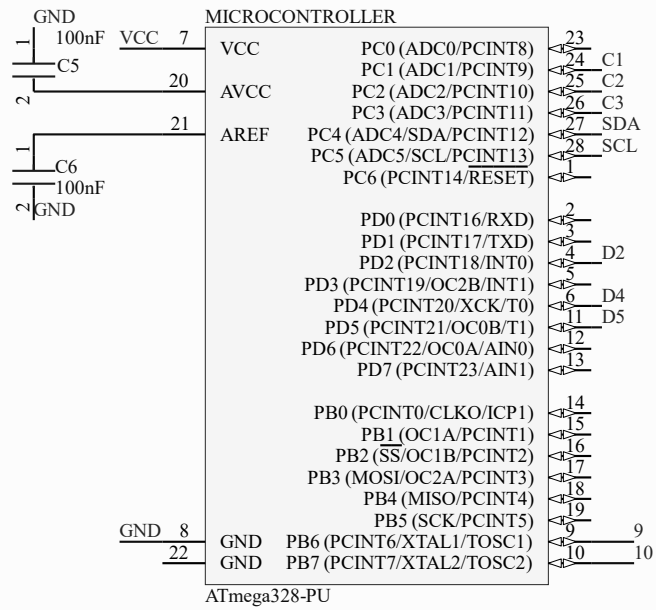 GND
MICROCONTROLLER
1
100nF
VCC 7 VCC
C5
2
20 AVCC
21 AREF
1
C6
100nF
2
GND
PC0 (ADC0/PCINT8) 23
PC1 (ADC1/PCINT9) 24 C1
PC2 (ADC2/PCINT10) 25 C2
PC3 (ADC3/PCINT11) 26 C3
PC4 (ADC4/SDA/PCINT12) 27 SDA
PC5 (ADC5/SCL/PCINT13) 28 SCL
PC6 (PCINT14/RESET) 1
PD0 (PCINT16/RXD) 2
PD1 (PCINT17/TXD) 3
PD2 (PCINT18/INT0) 4 D2
PD3 (PCINT19/OC2B/INT1) 5
PD4 (PCINT20/XCK/T0) 6 D4
PD5 (PCINT21/OC0B/T1) 11 D5
PD6 (PCINT22/OC0A/AIN0) 12
PD7 (PCINT23/AIN1) 13
PB0 (PCINT0/CLKO/ICP1) 14
PB1 (OC1A/PCINT1) 15
PB2 (SS/OC1B/PCINT2) 16
PB3 (MOSI/OC2A/PCINT3) 17
PB4 (MISO/PCINT4) 18
PB5 (SCK/PCINT5) 19
GND 8 GND PB6 (PCINT6/XTAL1/TOSC1) 9 9
22 GND PB7 (PCINT7/XTAL2/TOSC2) 10 10
ATmega328-PU